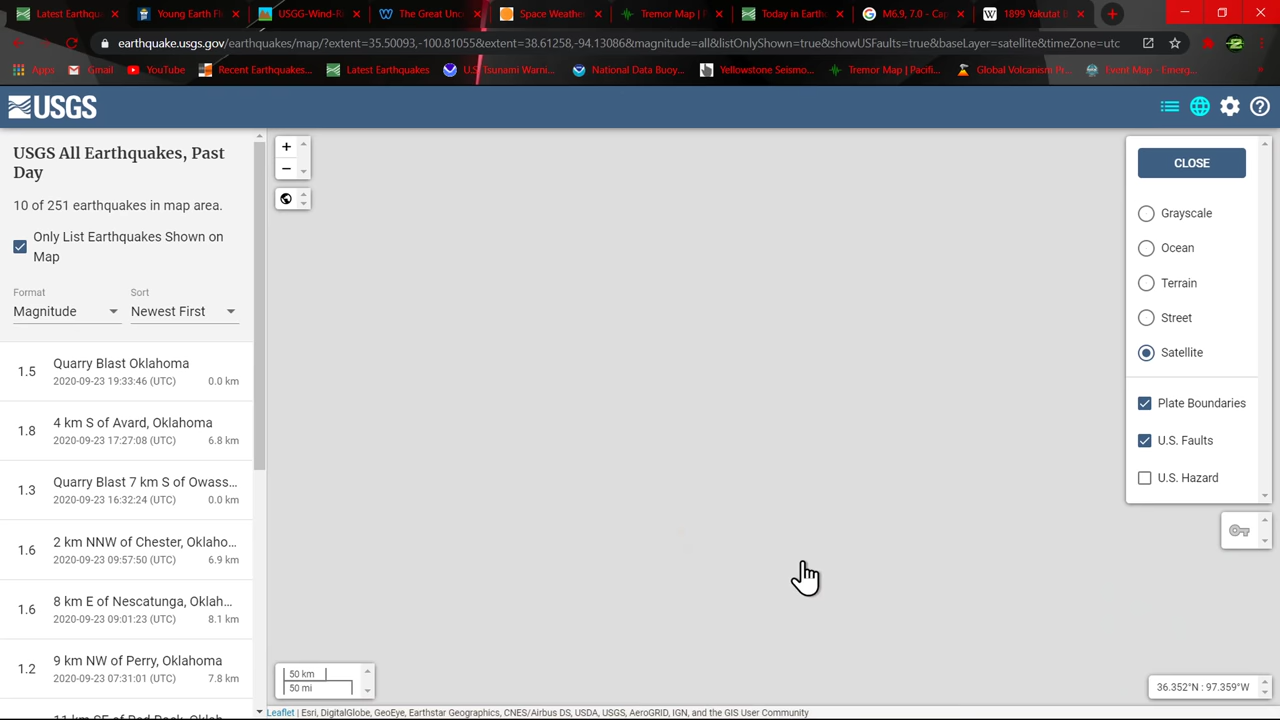 Latest Earthqu
Young Earth Fl
USGG-Wind-R
The Great Un
Space Weathe
Tremor Map | P
Today in Earth
M6.9, 7.0 - Ca
1899 Yakutat
earthquake.usgs.gov/earthquakes/map/?extent=35.50093,-100.81055&extent=38.61258,-94.13086&magnitude=all&listOnlyShown=true&showUSFaults=true&baseLayer=satellite&timeZone=utc
Apps
Gmail
YouTube
Recent Earthquakes...
Latest Earthquakes
U.S. Tsunami Warni...
National Data Buoy...
Yellowstone Seismo...
Tremor Map | Pacifi...
Global Volcanism Pr...
Event Map - Emerg...
USGS
USGS All Earthquakes, Past
Day
10 of 251 earthquakes in map area.
Only List Earthquakes Shown on
Map
Format
Sort
Magnitude
Newest First
1.5
Quarry Blast Oklahoma
2020-09-23 19:33:46 (UTC)
0.0 km
1.8
4 km S of Avard, Oklahoma
2020-09-23 17:27:08 (UTC)
6.8 km
1.3
Quarry Blast 7 km S of Owass...
2020-09-23 16:32:24 (UTC)
0.0 km
1.6
2 km NNW of Chester, Oklaho...
2020-09-23 09:57:50 (UTC)
6.9 km
1.6
8 km E of Nescatunga, Oklah...
2020-09-23 09:01:23 (UTC)
8.1 km
1.2
9 km NW of Perry, Oklahoma
2020-09-23 07:31:01 (UTC)
7.8 km
11 km SE of Red Rock, Oklah
+
−
CLOSE
Grayscale
Ocean
Terrain
Street
Satellite
Plate Boundaries
U.S. Faults
U.S. Hazard
50 km
50 mi
36.352°N : 97.359°W
Leaflet | Esri, DigitalGlobe, GeoEye, Earthstar Geographics, CNES/Airbus DS, USDA, USGS, AeroGRID, IGN, and the GIS User Community